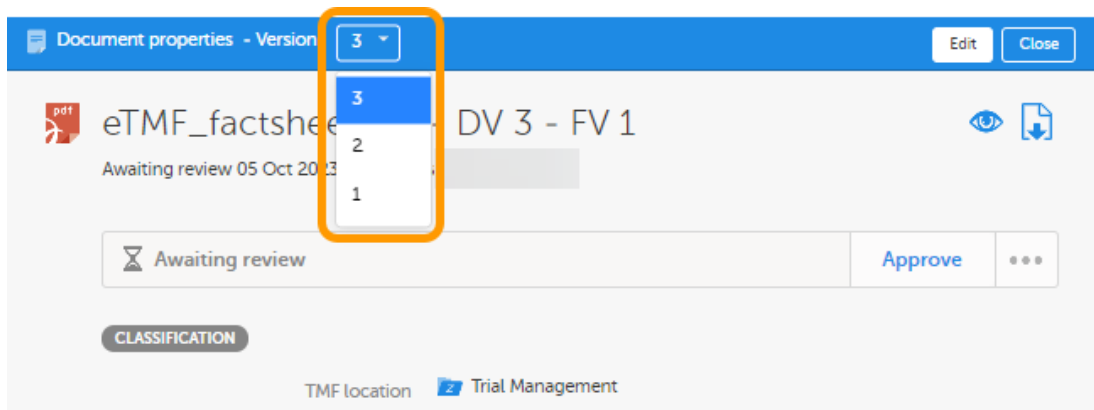 Document properties - Version 3
Edit
Close
3
2
1
pdf
eTMF_factshe - DV 3 - FV 1
Awaiting review 05 Oct 202
Awaiting review
Approve
CLASSIFICATION
TMF location
Z
Trial Management